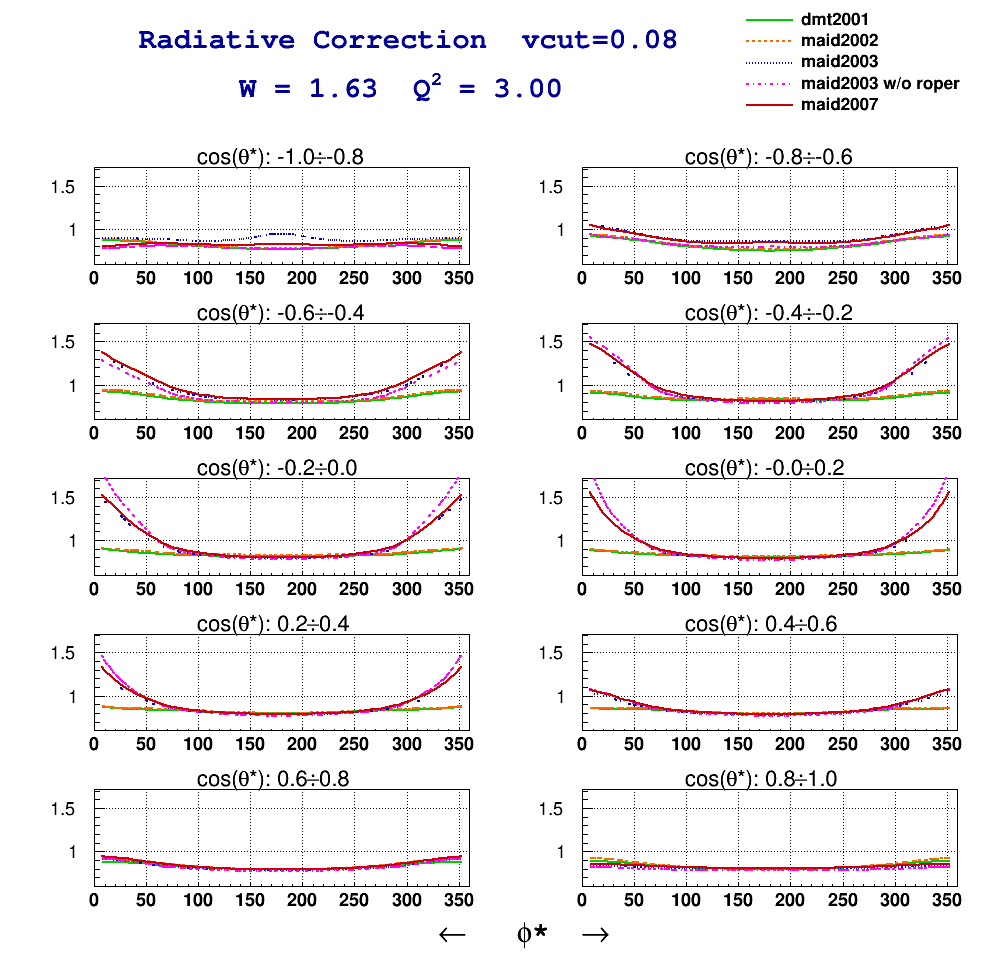 Radiative Correction vcut=0.08
W = 1.63 Q² = 3.00
dmt2001
maid2002
maid2003
maid2003 w/o roper
maid2007
cos(θ*): -1.0÷-0.8
1.5
1
0 50 100 150 200 250 300 350
cos(θ*): -0.8÷-0.6
1.5
1
0 50 100 150 200 250 300 350
cos(θ*): -0.6÷-0.4
1.5
1
0 50 100 150 200 250 300 350
cos(θ*): -0.4÷-0.2
1.5
1
0 50 100 150 200 250 300 350
cos(θ*): -0.2÷0.0
1.5
1
0 50 100 150 200 250 300 350
cos(θ*): -0.0÷0.2
1.5
1
0 50 100 150 200 250 300 350
cos(θ*): 0.2÷0.4
1.5
1
0 50 100 150 200 250 300 350
cos(θ*): 0.4÷0.6
1.5
1
0 50 100 150 200 250 300 350
cos(θ*): 0.6÷0.8
1.5
1
0 50 100 150 200 250 300 350
cos(θ*): 0.8÷1.0
1.5
1
0 50 100 150 200 250 300 350
← ϕ* →